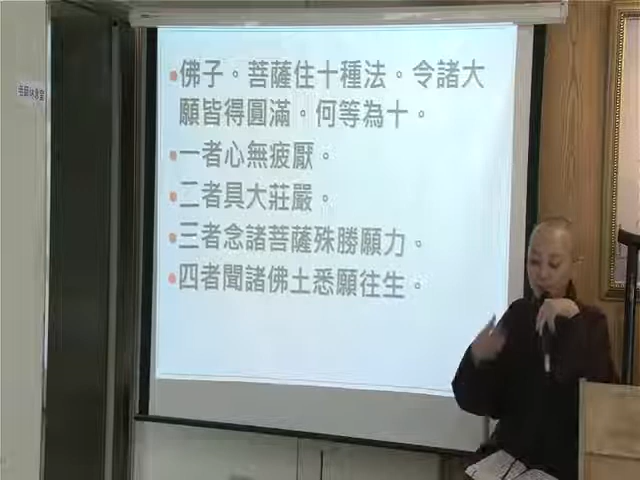 佛子。菩薩住十種法。令諸大
願皆得圓滿。何等為十。
一者心無疲厭。
二者具大莊嚴。
三者念諸菩薩殊勝願力。
四者聞諸佛土悉願往生。